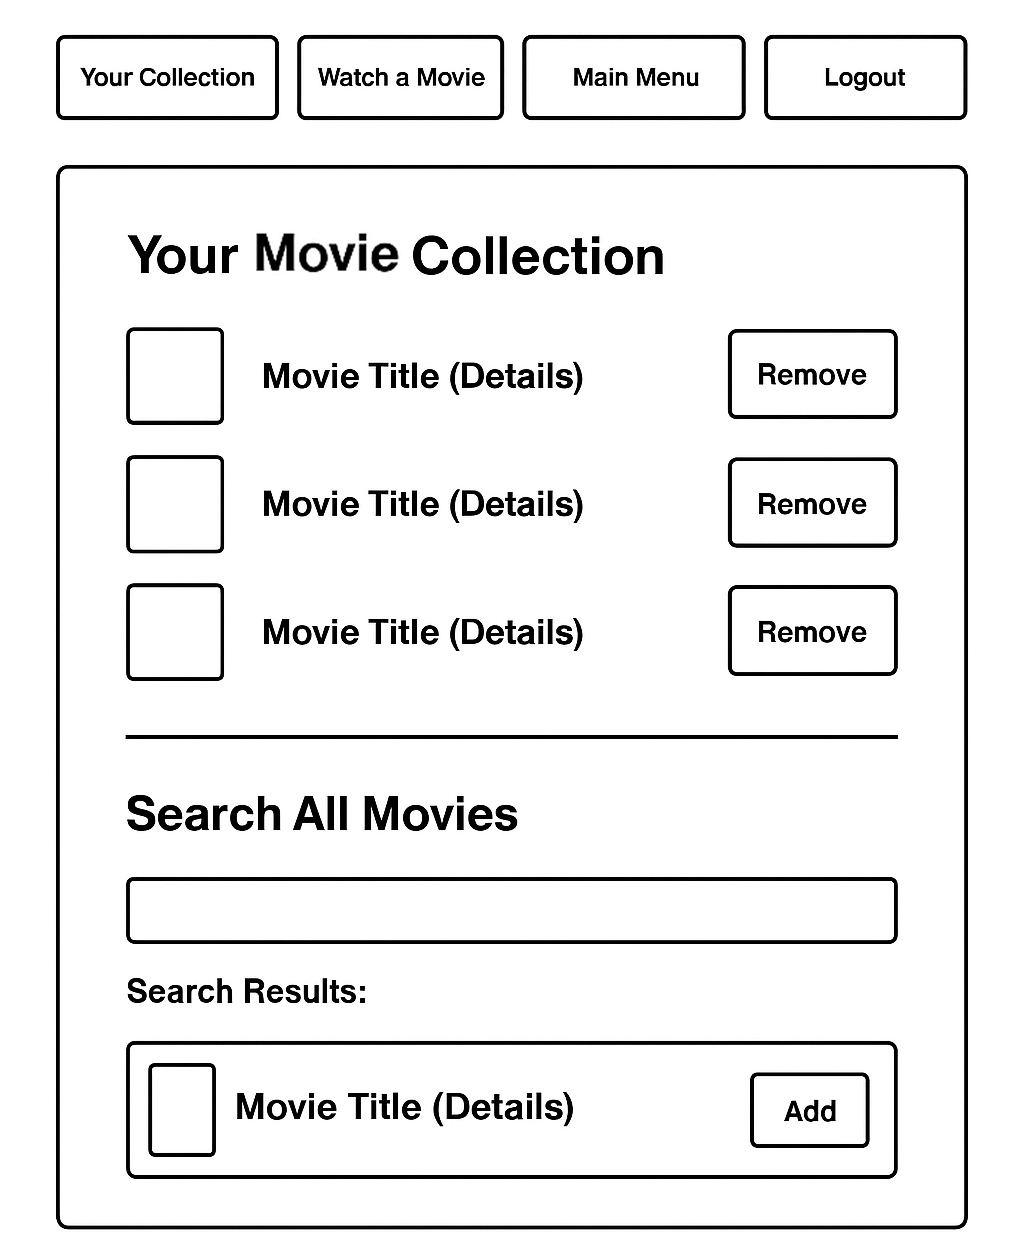 Your Collection
Watch a Movie
Main Menu
Logout
Your Movie Collection
Movie Title (Details)
Remove
Movie Title (Details)
Remove
Movie Title (Details)
Remove
Search All Movies
Search Results:
Movie Title (Details)
Add